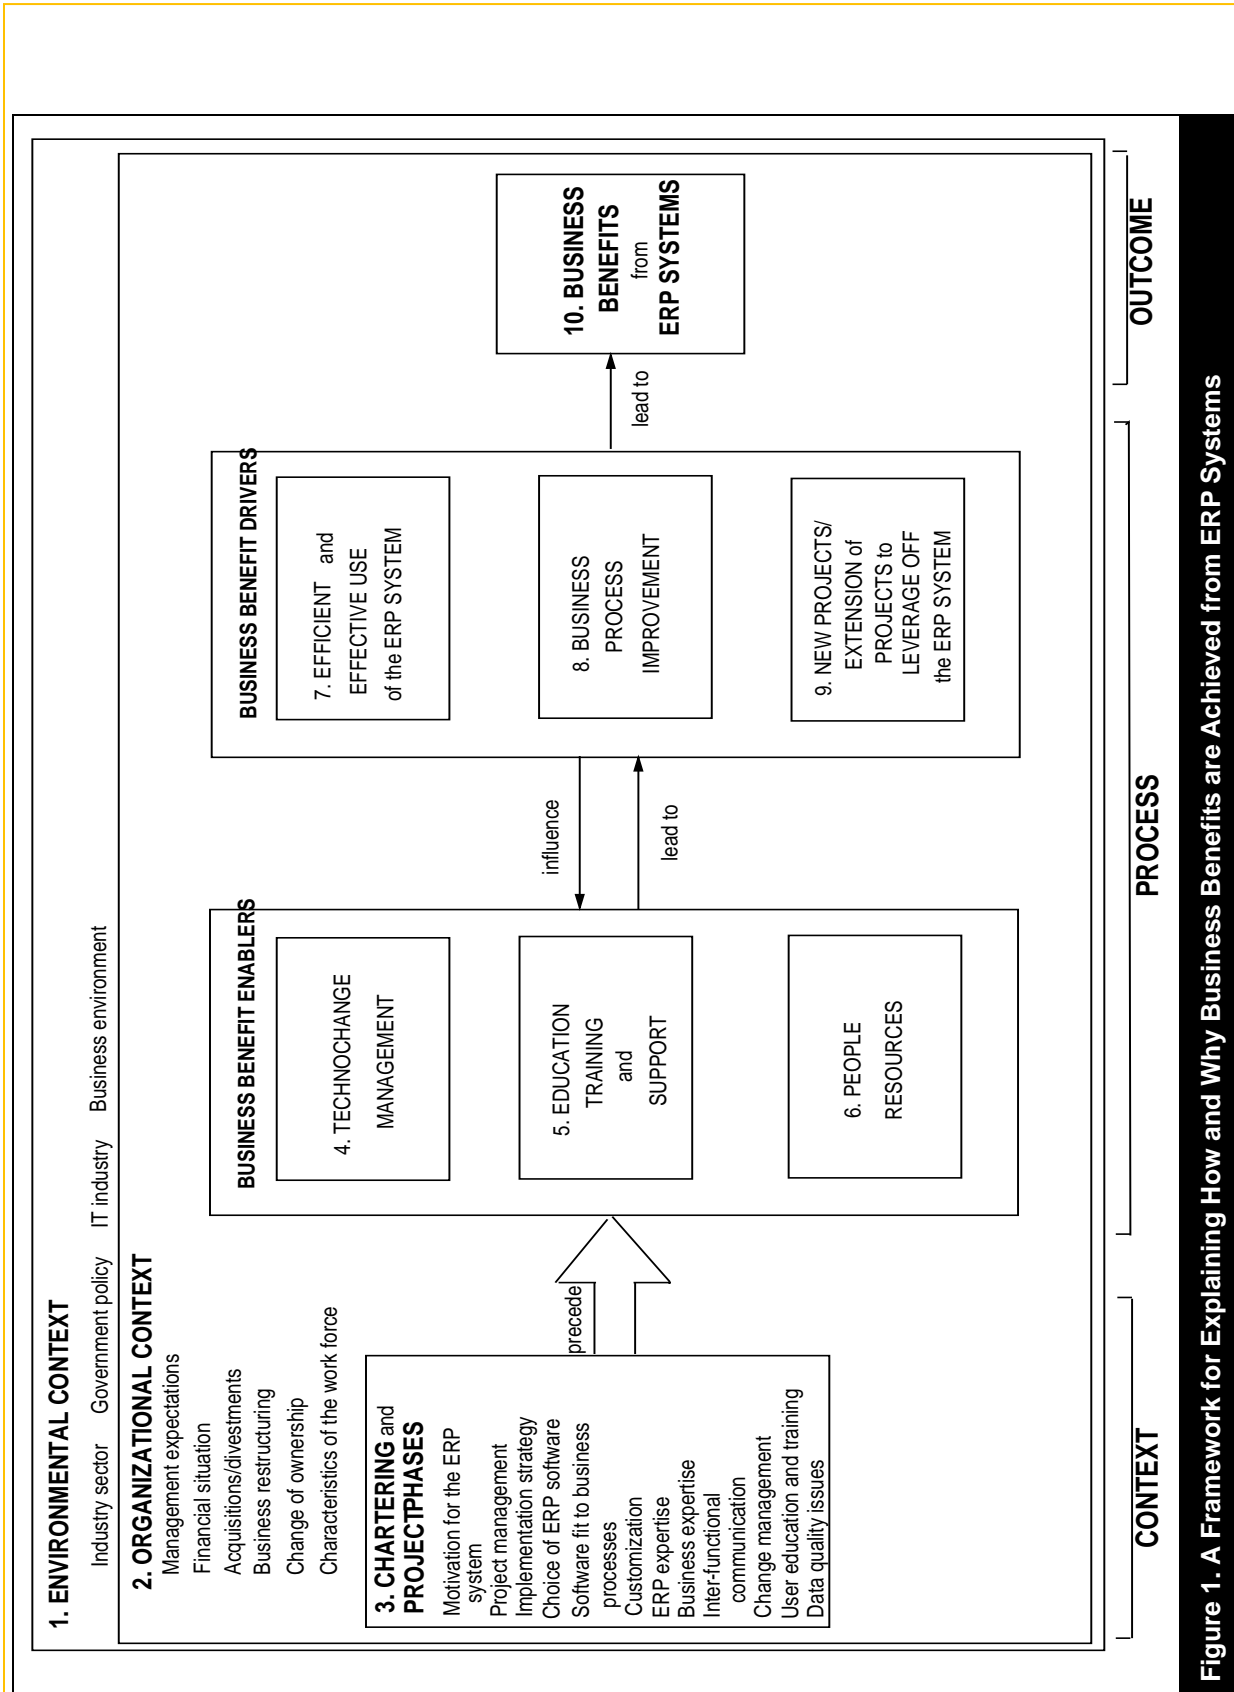 1. ENVIRONMENTAL CONTEXT
Industry sector Government policy IT industry Business environment
2. ORGANIZATIONAL CONTEXT
Management expectations
Financial situation
Acquisitions/divestments
Business restructuring
Change of ownership
Characteristics of the work force
3. CHARTERING and
PROJECTPHASES
Motivation for the ERP
system
Project management
Implementation strategy
Choice of ERP software
Software fit to business
processes
Customization
ERP expertise
Business expertise
Inter-functional
communication
Change management
User education and training
Data quality issues
precede
BUSINESS BENEFIT ENABLERS
4. TECHNOCHANGE
MANAGEMENT
5. EDUCATION
TRAINING
and
SUPPORT
6. PEOPLE
RESOURCES
influence
lead to
BUSINESS BENEFIT DRIVERS
7. EFFICIENT and
EFFECTIVE USE
of the ERP SYSTEM
8. BUSINESS
PROCESS
IMPROVEMENT
9. NEW PROJECTS/
EXTENSION of
PROJECTS to
LEVERAGE OFF
the ERP SYSTEM
lead to
10. BUSINESS
BENEFITS
from
ERP SYSTEMS
CONTEXT
PROCESS
OUTCOME
Figure 1. A Framework for Explaining How and Why Business Benefits are Achieved from ERP Systems